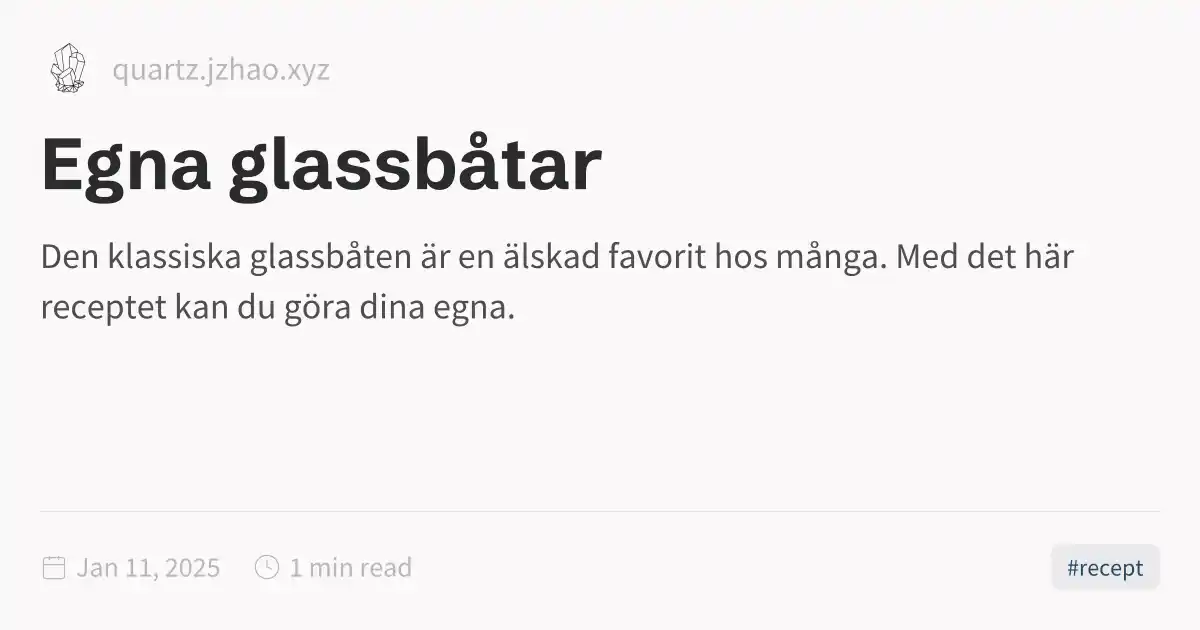 quartz.jzhao.xyz
Egna glassbåtar
Den klassiska glassbåten är en älskad favorit hos många. Med det här
receptet kan du göra dina egna.
Jan 11, 2025 1 min read #recept